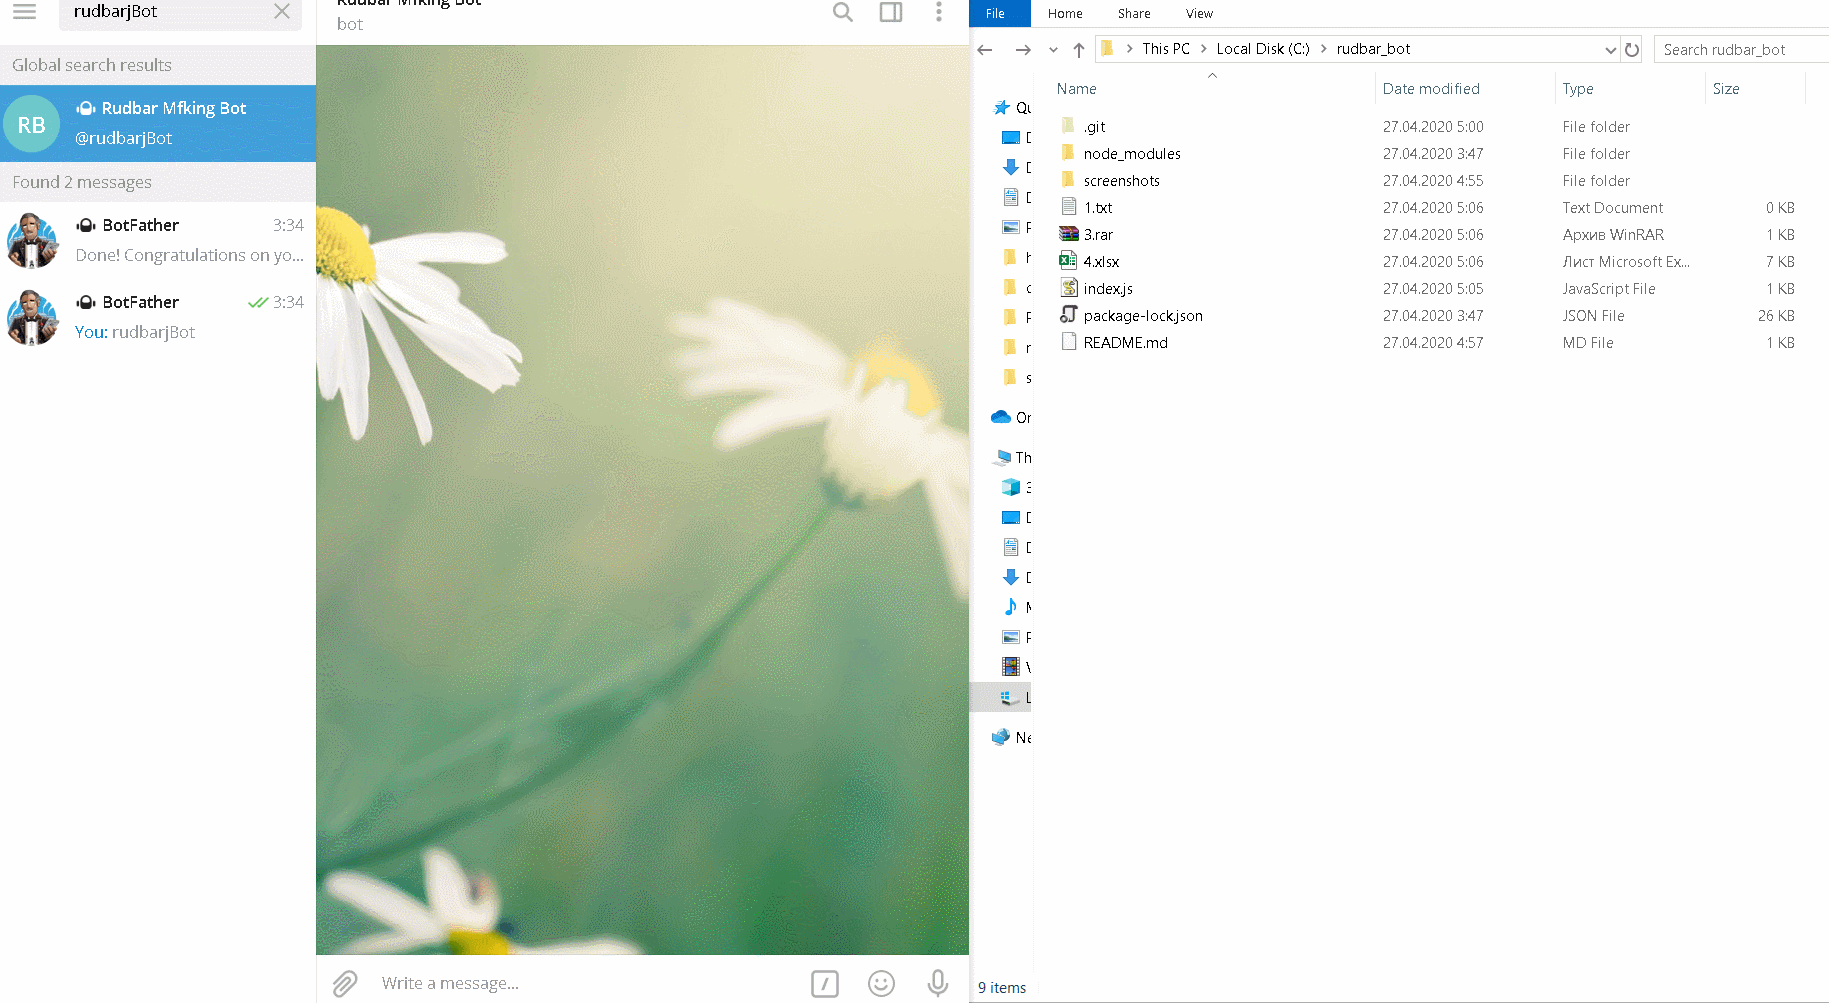 rudbarjBot
Global search results
RB
Rudbar Mfking Bot
@rudbarjBot
Found 2 messages
BotFather 3:34
Done! Congratulations on yo...
BotFather 3:34
You: rudbarjBot
Rudbar Mfking Bot
bot
Write a message...
File Home Share View
This PC Local Disk (C:) rudbar_bot
Search rudbar_bot
Name Date modified Type Size
.git 27.04.2020 5:00 File folder
node_modules 27.04.2020 3:47 File folder
screenshots 27.04.2020 4:55 File folder
1.txt 27.04.2020 5:06 Text Document 0 KB
3.rar 27.04.2020 5:06 Архив WinRAR 1 KB
4.xlsx 27.04.2020 5:06 Лист Microsoft Ex... 7 KB
index.js 27.04.2020 5:05 JavaScript File 1 KB
package-lock.json 27.04.2020 3:47 JSON File 26 KB
README.md 27.04.2020 4:57 MD File 1 KB
9 items